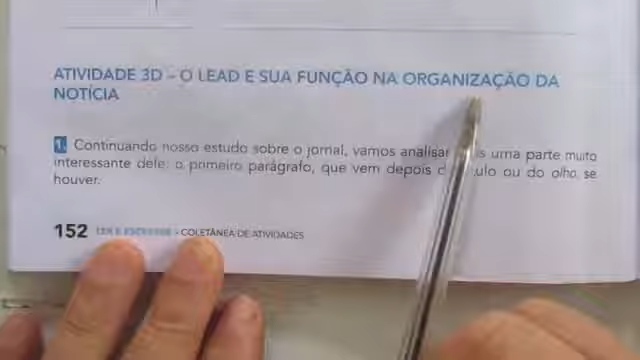 ATIVIDADE 3D – O LEAD E SUA FUNÇÃO NA ORGANIZAÇÃO DA
NOTÍCIA
1. Continuando nosso estudo sobre o jornal, vamos analisar uma parte muito
interessante dele: o primeiro parágrafo, que vem depois ou do olho, se
houver.
152 LER E ESCREVER - COLETÂNEA DE ATIVIDADES